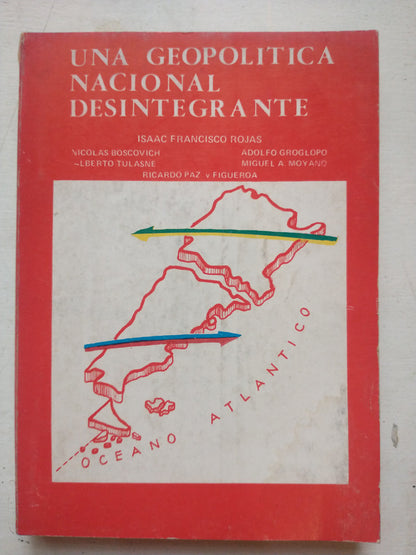 UNA GEOPOLITICA
NACIONAL
DESINTEGRANTE
ISAAC FRANCISCO ROJAS
NICOLAS BOSCOVICH ADOLFO GROGLOPO
ALBERTO TULASNE MIGUEL A. MOYANO
RICARDO PAZ y FIGUEROA
OCEANO ATLANTICO